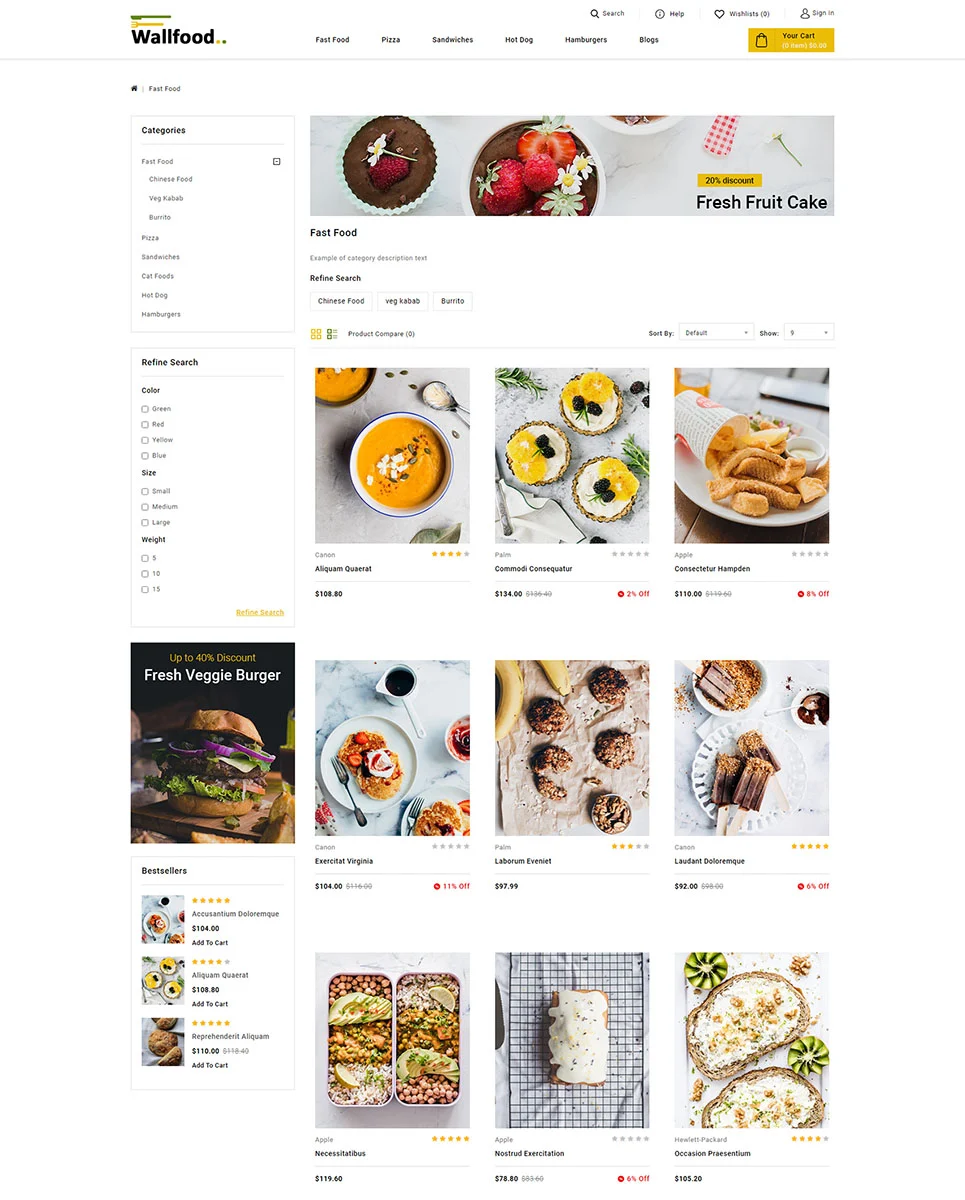 Search
Help
Wishlists (0)
Sign In
Wallfood..
Fast Food
Pizza
Sandwiches
Hot Dog
Hamburgers
Blogs
Your Cart
(0 item) $0.00
| Fast Food
Categories
Fast Food
Chinese Food
Veg Kabab
Burrito
Pizza
Sandwiches
Cat Foods
Hot Dog
Hamburgers
Refine Search
Color
Green
Red
Yellow
Blue
Size
Small
Medium
Large
Weight
5
10
15
Refine Search
Up to 40% Discount
Fresh Veggie Burger
Bestsellers
Accusantium Doloremque
$104.00
Add To Cart
Aliquam Quaerat
$108.80
Add To Cart
Reprehenderit Aliquam
$110.00 $118.40
Add To Cart
20% discount
Fresh Fruit Cake
Fast Food
Example of category description text
Refine Search
Chinese Food
veg kabab
Burrito
Product Compare (0)
Sort By: Default
Show: 9
Canon
Aliquam Quaerat
$108.80
Palm
Commodi Consequatur
$134.00 $136.40 2% Off
Apple
Consectetur Hampden
$110.00 $119.60 8% Off
Canon
Exercitat Virginia
$104.00 $116.00 11% Off
Palm
Laborum Eveniet
$97.99
Canon
Laudant Doloremque
$92.00 $98.00 6% Off
Apple
Necessitatibus
$119.60
Apple
Nostrud Exercitation
$78.80 $83.60 6% Off
Hewlett-Packard
Occasion Praesentium
$105.20